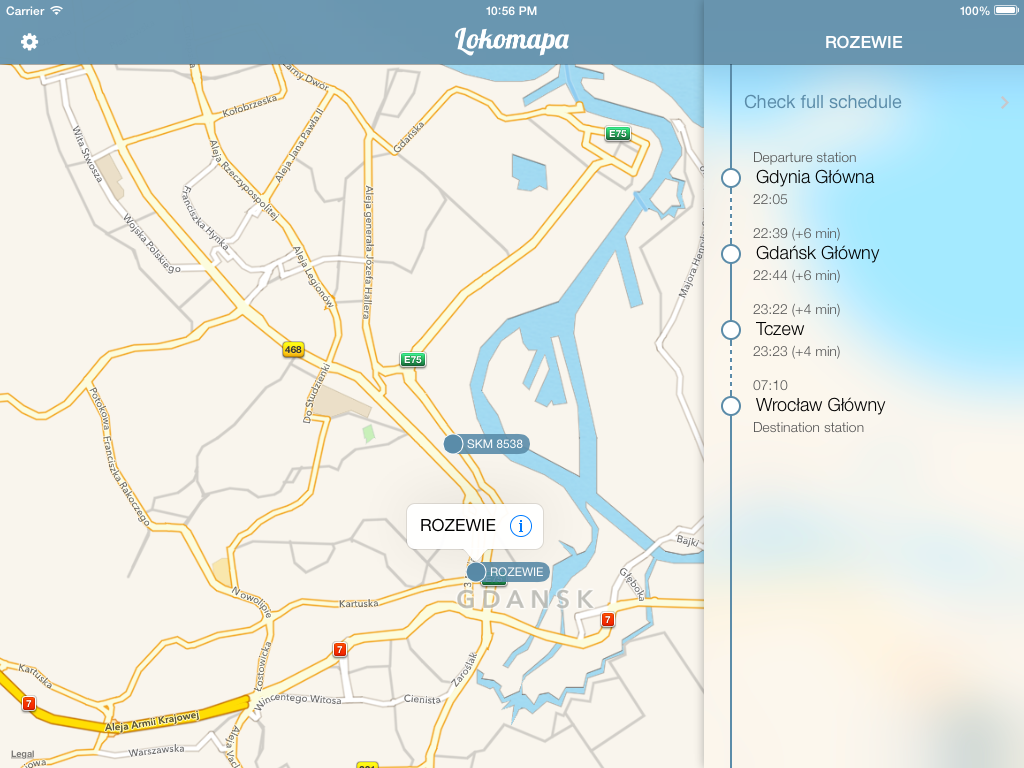 Carrier
10:56 PM
100%
Lokomapa
ROZEWIE
Check full schedule
Departure station
Gdynia Główna
22:05
22:39 (+6 min)
Gdańsk Główny
22:44 (+6 min)
23:22 (+4 min)
Tczew
23:23 (+4 min)
07:10
Wrocław Główny
Destination station
Czarny Dwór
Kołobrzeska
Gdańska
E75
Wita Stwosza
Aleja Jana Pawła II
Aleja Rzeczypospolitej
Franciszka Hynka
Aleja generała Józefa Hallera
Wojska Polskiego
Aleja Legionów
468
E75
Do Studzienki
Potokowa
Franciszka Rakoczego
SKM 8538
ROZEWIE
ROZEWIE
GDANSK
Bajki
Głęboka
Nowolipie
Kartuska
7
7
Kartuska
Łostowicka
Zaroślak
7
Wincentego Witosa
Cienista
Aleja Armii Krajowej
Warszawska
Legal